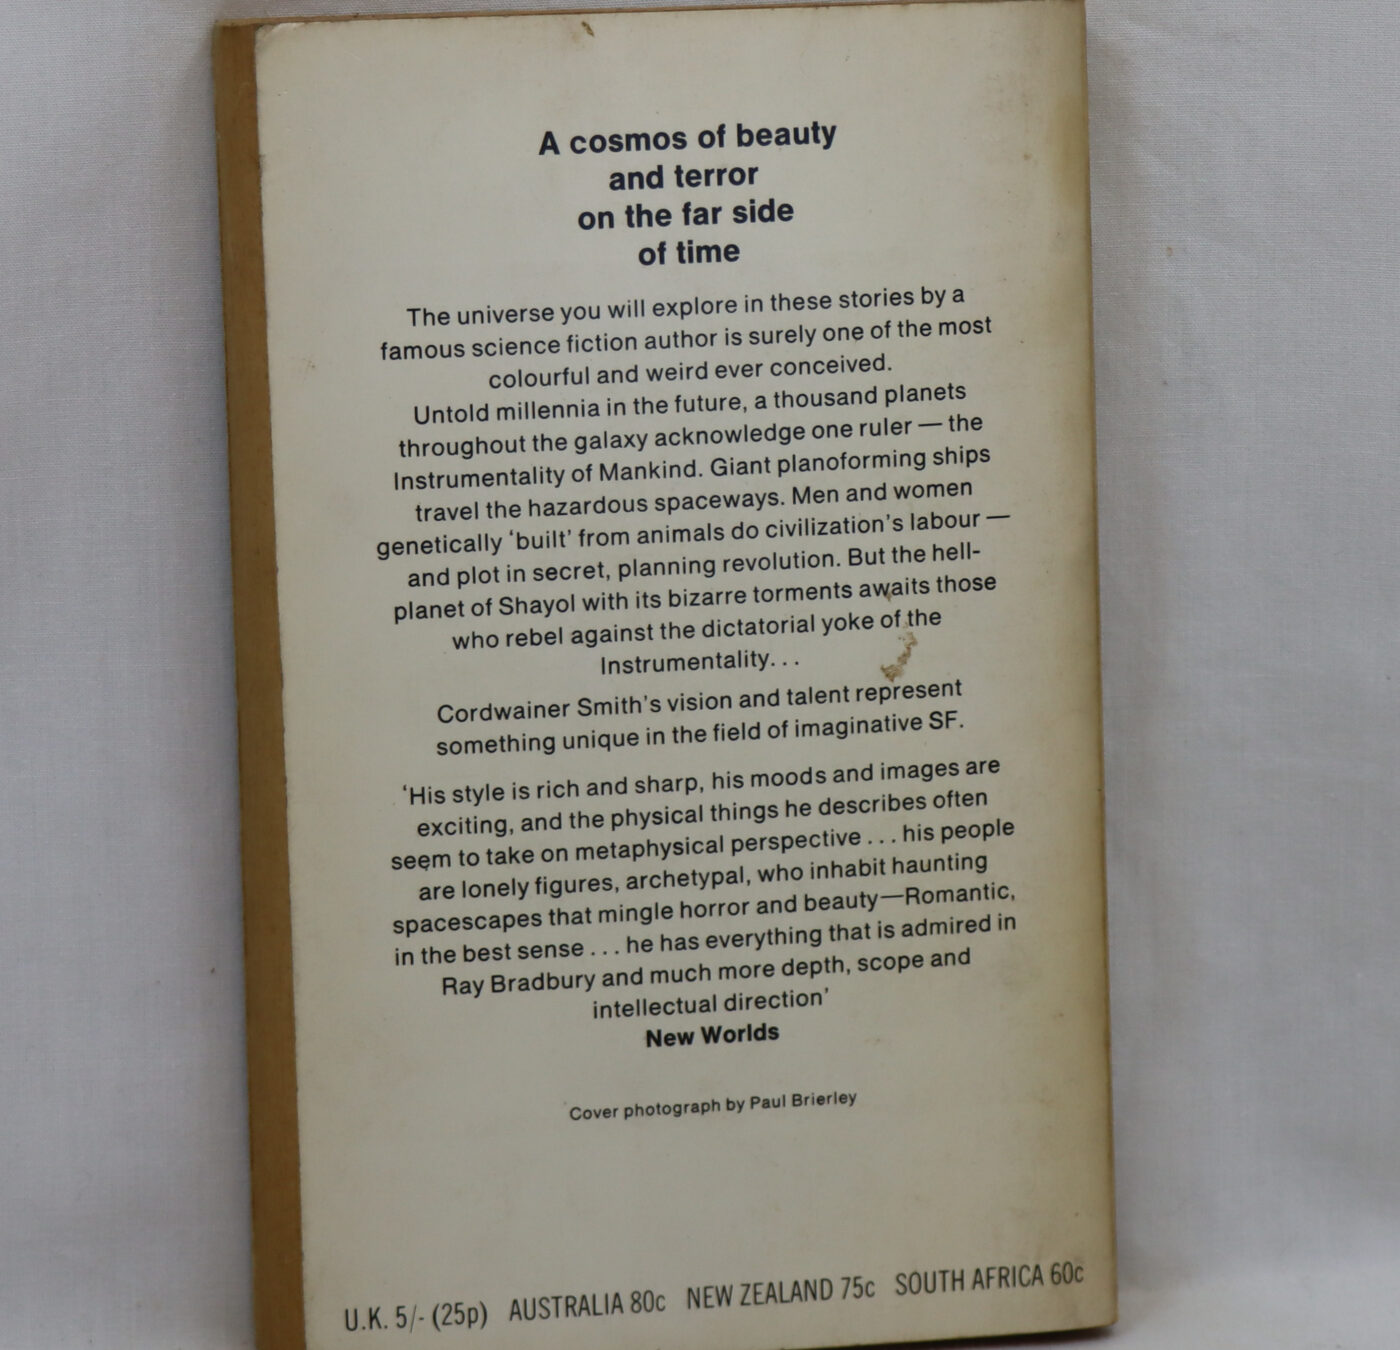 A cosmos of beauty
and terror
on the far side
of time
The universe you will explore in these stories by a
famous science fiction author is surely one of the most
colourful and weird ever conceived.
Untold millennia in the future, a thousand planets
throughout the galaxy acknowledge one ruler — the
Instrumentality of Mankind. Giant planoforming ships
travel the hazardous spaceways. Men and women
genetically ‘built’ from animals do civilization’s labour —
and plot in secret, planning revolution. But the hell-
planet of Shayol with its bizarre torments awaits those
who rebel against the dictatorial yoke of the
Instrumentality. . .
Cordwainer Smith’s vision and talent represent
something unique in the field of imaginative SF.
‘His style is rich and sharp, his moods and images are
exciting, and the physical things he describes often
seem to take on metaphysical perspective . . . his people
are lonely figures, archetypal, who inhabit haunting
spacescapes that mingle horror and beauty—Romantic,
in the best sense . . . he has everything that is admired in
Ray Bradbury and much more depth, scope and
intellectual direction’
New Worlds
Cover photograph by Paul Brierley
U.K. 5/- (25p) AUSTRALIA 80c NEW ZEALAND 75c SOUTH AFRICA 60c